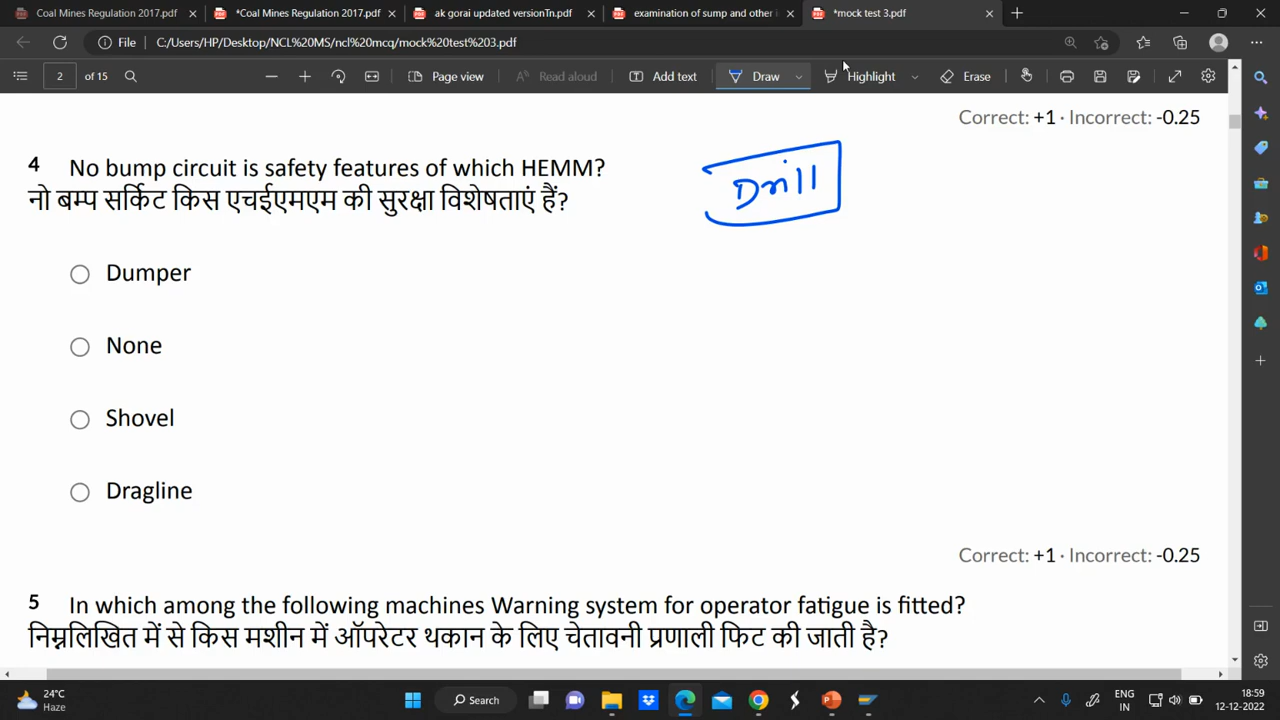 Coal Mines Regulation 2017.pdf
*Coal Mines Regulation 2017.pdf
ak gorai updated versionTn.pdf
examination of sump and other i
*mock test 3.pdf
File
C:/Users/HP/Desktop/NCL%20MS/ncl%20mcq/mock%20test%203.pdf
2 of 15
Page view
Read aloud
Add text
Draw
Highlight
Erase
Correct: +1 · Incorrect: -0.25
4 No bump circuit is safety features of which HEMM?
नो बम्प सर्किट किस एचईएमएम की सुरक्षा विशेषताएं हैं?
Drill
Dumper
None
Shovel
Dragline
Correct: +1 · Incorrect: -0.25
5 In which among the following machines Warning system for operator fatigue is fitted?
निम्नलिखित में से किस मशीन में ऑपरेटर थकान के लिए चेतावनी प्रणाली फिट की जाती है?
24°C
Haze
Search
ENG
IN
18:59
12-12-2022